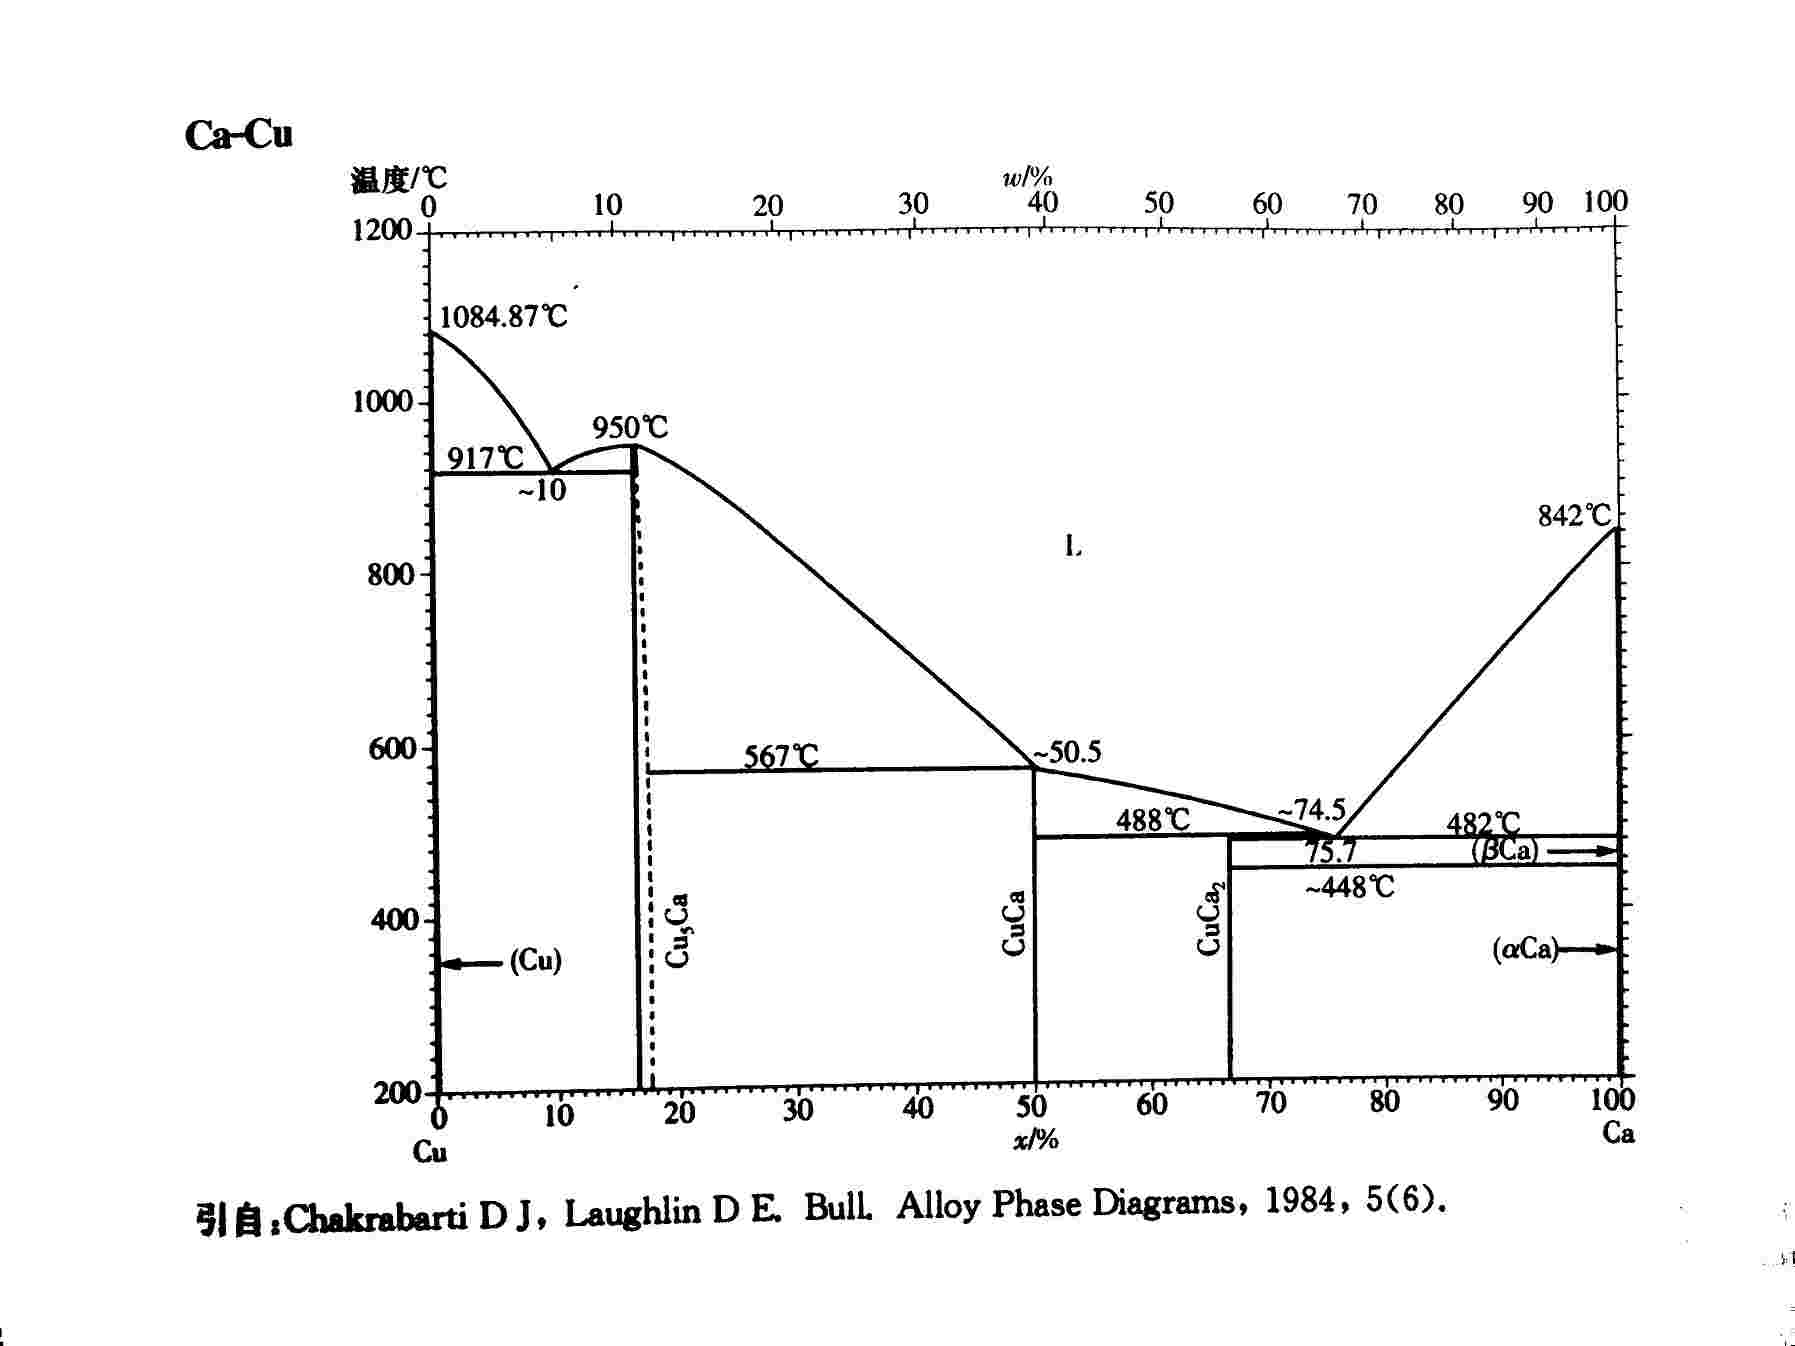 Ca-Cu
温度/℃
w/%
0 10 20 30 40 50 60 70 80 90 100
1200
1084.87℃
1000
950℃
917℃
~10
842℃
L
800
600
567℃
~50.5
~74.5
488℃
482℃
75.7
(βCa)
~448℃
400
Cu₅Ca
CuCa
CuCa₂
(Cu)
(αCa)
200
0 10 20 30 40 50 60 70 80 90 100
Cu
x/%
Ca
引自:Chakrabarti D J, Laughlin D E. Bull. Alloy Phase Diagrams, 1984, 5(6).